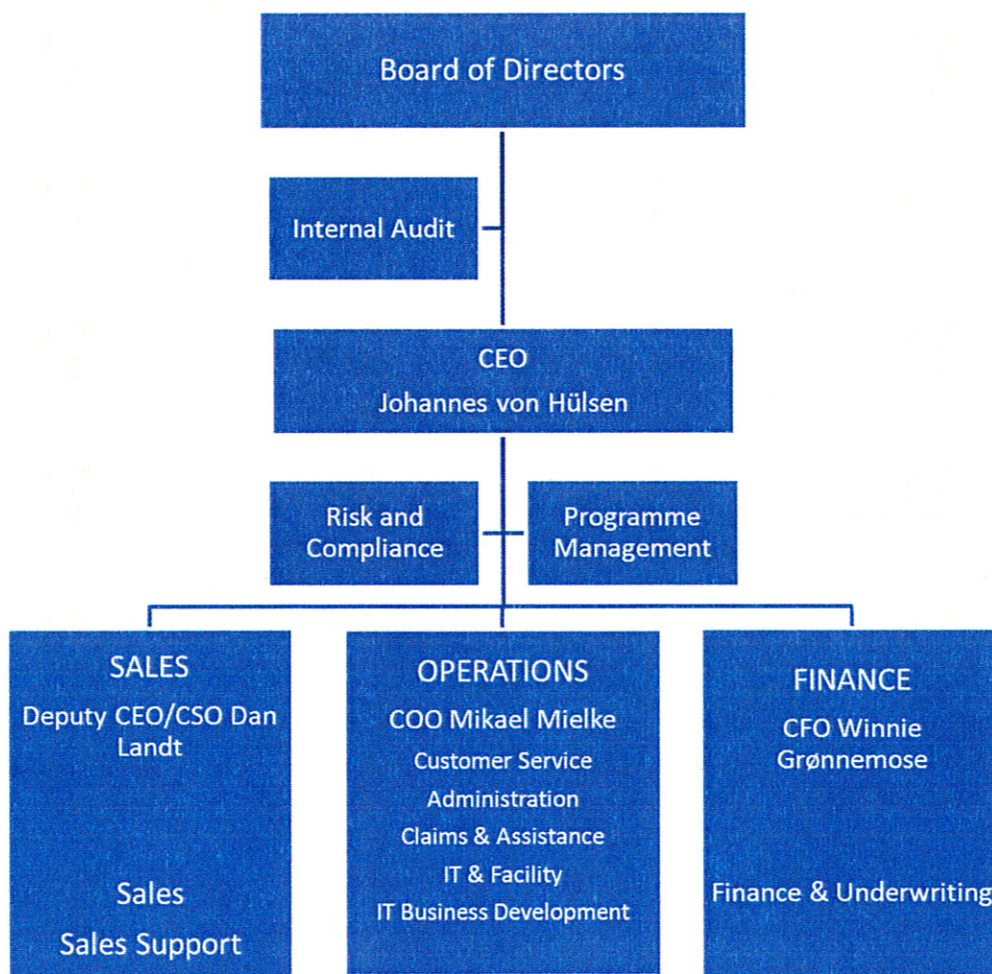 Board of Directors
Internal Audit
CEO
Johannes von Hülsen
Risk and
Compliance
Programme
Management
SALES
Deputy CEO/CSO Dan
Landt
Sales
Sales Support
OPERATIONS
COO Mikael Mielke
Customer Service
Administration
Claims & Assistance
IT & Facility
IT Business Development
FINANCE
CFO Winnie
Grønnemose
Finance & Underwriting